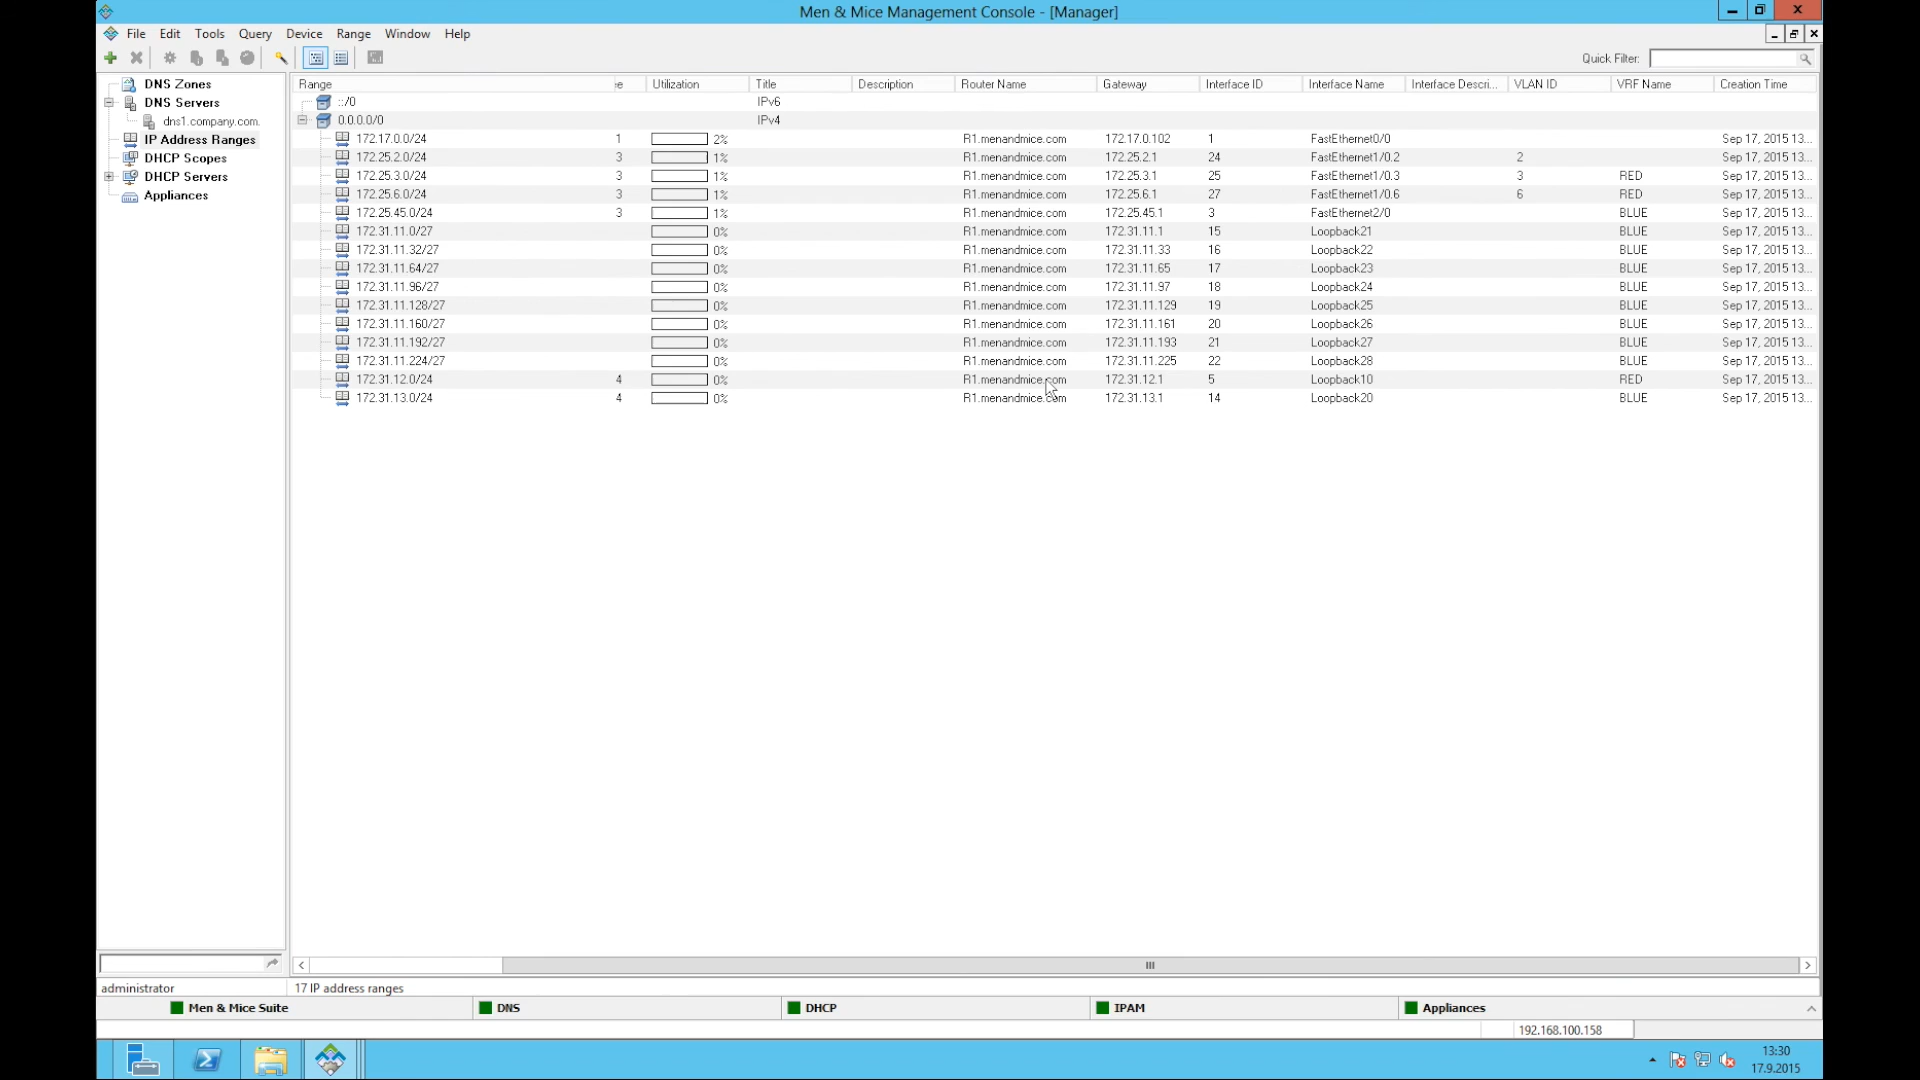 Men & Mice Management Console - [Manager]
File Edit Tools Query Device Range Window Help
Quick Filter:
DNS Zones
DNS Servers
dns1.company.com.
IP Address Ranges
DHCP Scopes
DHCP Servers
Appliances
Range e Utilization Title Description Router Name Gateway Interface ID Interface Name Interface Descri... VLAN ID VRF Name Creation Time
::/0 IPv6
0.0.0.0/0 IPv4
172.17.0.0/24 1 2% R1.menandmice.com 172.17.0.102 1 FastEthernet0/0 Sep 17, 2015 13...
172.25.2.0/24 3 1% R1.menandmice.com 172.25.2.1 24 FastEthernet1/0.2 2 Sep 17, 2015 13...
172.25.3.0/24 3 1% R1.menandmice.com 172.25.3.1 25 FastEthernet1/0.3 3 RED Sep 17, 2015 13...
172.25.6.0/24 3 1% R1.menandmice.com 172.25.6.1 27 FastEthernet1/0.6 6 RED Sep 17, 2015 13...
172.25.45.0/24 3 1% R1.menandmice.com 172.25.45.1 3 FastEthernet2/0 BLUE Sep 17, 2015 13...
172.31.11.0/27 0% R1.menandmice.com 172.31.11.1 15 Loopback21 BLUE Sep 17, 2015 13...
172.31.11.32/27 0% R1.menandmice.com 172.31.11.33 16 Loopback22 BLUE Sep 17, 2015 13...
172.31.11.64/27 0% R1.menandmice.com 172.31.11.65 17 Loopback23 BLUE Sep 17, 2015 13...
172.31.11.96/27 0% R1.menandmice.com 172.31.11.97 18 Loopback24 BLUE Sep 17, 2015 13...
172.31.11.128/27 0% R1.menandmice.com 172.31.11.129 19 Loopback25 BLUE Sep 17, 2015 13...
172.31.11.160/27 0% R1.menandmice.com 172.31.11.161 20 Loopback26 BLUE Sep 17, 2015 13...
172.31.11.192/27 0% R1.menandmice.com 172.31.11.193 21 Loopback27 BLUE Sep 17, 2015 13...
172.31.11.224/27 0% R1.menandmice.com 172.31.11.225 22 Loopback28 BLUE Sep 17, 2015 13...
172.31.12.0/24 4 0% R1.menandmice.com 172.31.12.1 5 Loopback10 RED Sep 17, 2015 13...
172.31.13.0/24 4 0% R1.menandmice.com 172.31.13.1 14 Loopback20 BLUE Sep 17, 2015 13...
administrator 17 IP address ranges
Men & Mice Suite DNS DHCP IPAM Appliances
192.168.100.158
13:30
17.9.2015